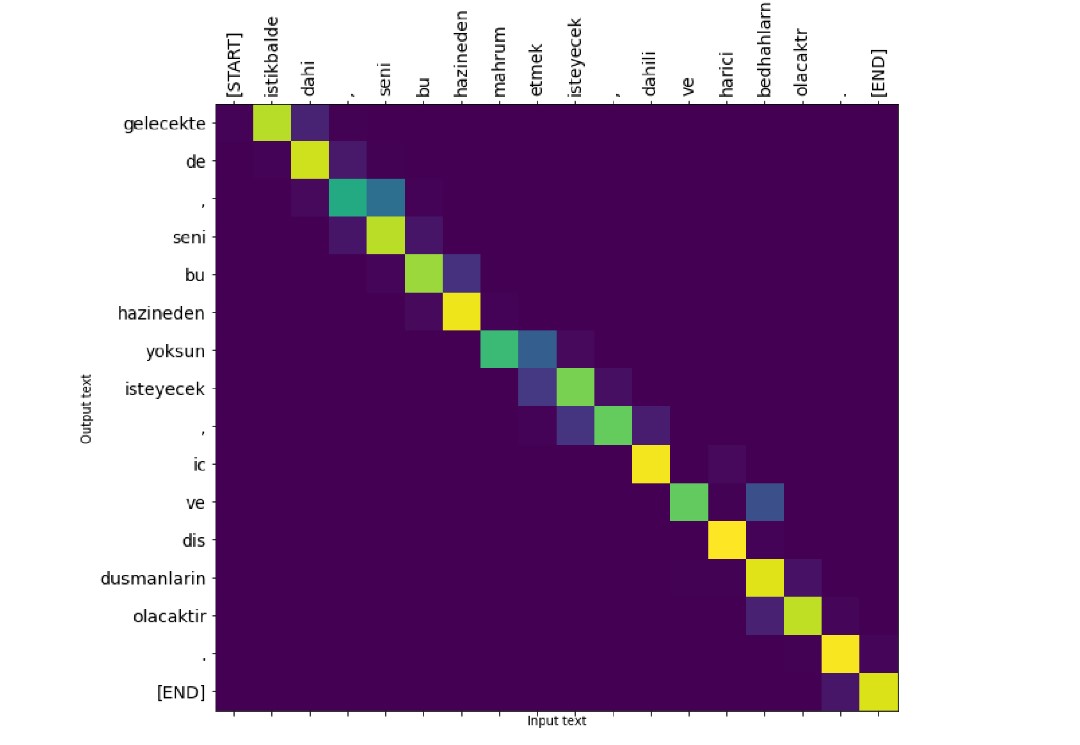 [START] istikbalde dahi , seni bu hazineden mahrum etmek isteyecek , dahili ve harici bedhahlarn olacaktr . [END]
gelecekte
de
,
seni
bu
hazineden
yoksun
isteyecek
,
ic
ve
dis
dusmanlarin
olacaktir
.
[END]
Output text
Input text